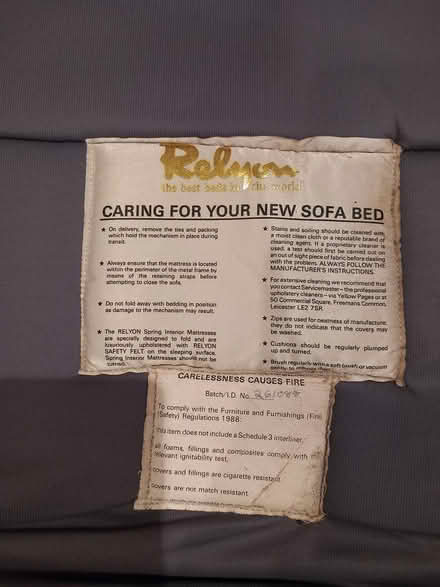 Relyon
the best beds in the world
CARING FOR YOUR NEW SOFA BED
★ On delivery, remove the ties and packing
which hold the mechanism in place during
transit.
★ Always ensure that the mattress is located
within the perimeter of the metal frame by
means of the retaining straps before
attempting to close the sofa.
★ Do not fold away with bedding in position
as damage to the mechanism may result.
★ The RELYON Spring Interior Mattresses
are specially designed to fold and are
luxuriously upholstered with RELYON
SAFETY FELT on the sleeping surface.
Spring Interior Mattresses should not be
turned.
★ Stains and soiling should be cleaned with
a moist clean cloth or a reputable brand of
cleaning agent. If a proprietary cleaner is
used, a test should first be carried out on
an out of sight piece of fabric before dealing
with the problem. ALWAYS FOLLOW THE
MANUFACTURER'S INSTRUCTIONS.
★ For extensive cleaning we recommend that
you contact Servicemaster – the professional
upholstery cleaners – via Yellow Pages or at
50 Commercial Square, Freemans Common,
Leicester LE2 7SR.
★ Zips are used for neatness of manufacture,
they do not indicate that the covers may
be washed.
★ Cushions should be regularly plumped
up and turned.
★ Brush regularly with a soft brush or vacuum
gently to
CARELESSNESS CAUSES FIRE
Batch/I.D. No.
To comply with the Furniture and Furnishings (Fire
(Safety) Regulations 1988:
This item does not include a Schedule 3 interliner.
all foams, fillings and composites comply with
relevant ignitability test.
covers and fillings are cigarette resistant
covers are not match resistant